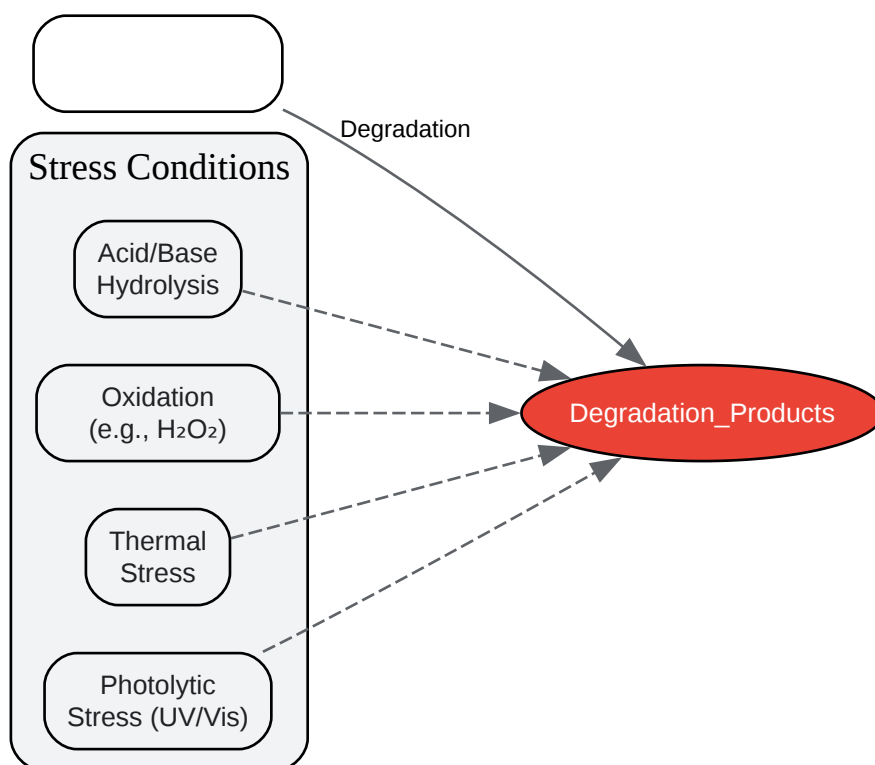 Degradation
Stress Conditions
Acid/Base
Hydrolysis
Oxidation
(e.g., H₂O₂)
Degradation_Products
Thermal
Stress
Photolytic
Stress (UV/Vis)